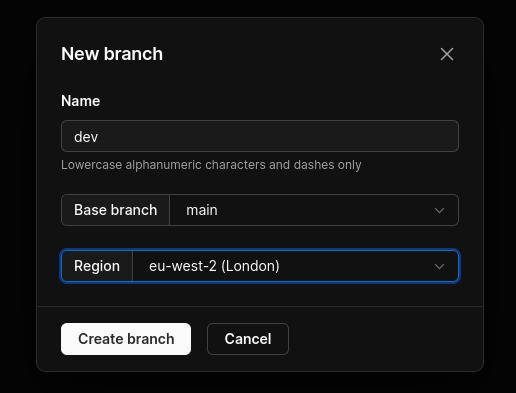 New branch
Name
dev
Lowercase alphanumeric characters and dashes only
Base branch main
Region eu-west-2 (London)
Create branch Cancel